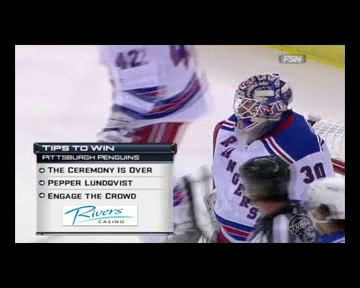 FSN
42
TIPS TO WIN
PITTSBURGH PENGUINS
THE CEREMONY IS OVER
PEPPER LUNDQVIST
ENGAGE THE CROWD
Rivers
CASINO
RANGERS
30